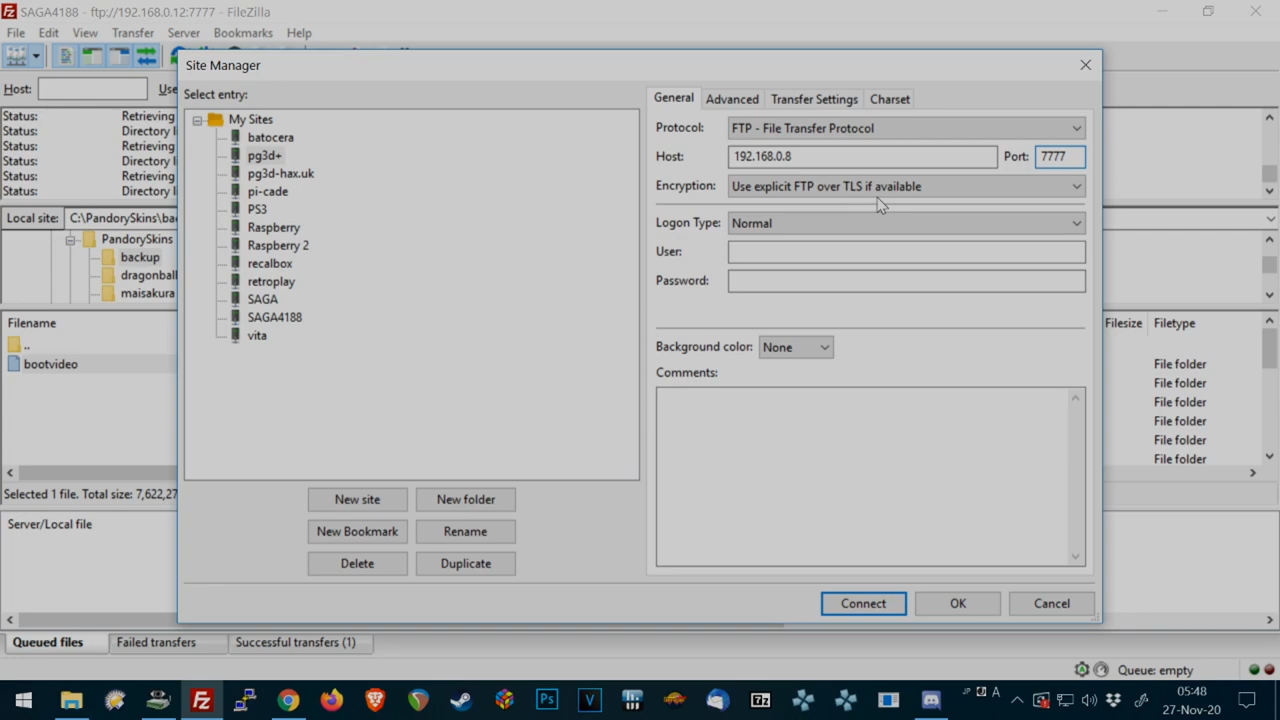 SAGA4188 - ftp://192.168.0.12:7777 - FileZilla
File Edit View Transfer Server Bookmarks Help
Site Manager
Host:
Select entry:
My Sites
batocera
pg3d+
pg3d-hax.uk
pi-cade
PS3
Raspberry
Raspberry 2
recalbox
retroplay
SAGA
SAGA4188
vita
New site
New folder
New Bookmark
Rename
Delete
Duplicate
General Advanced Transfer Settings Charset
Protocol: FTP - File Transfer Protocol
Host: 192.168.0.8 Port: 7777
Encryption: Use explicit FTP over TLS if available
Logon Type: Normal
User:
Password:
Background color: None
Comments:
Connect OK Cancel
Status: Retrieving
Status: Directory l
Status: Retrieving
Status: Directory l
Status: Retrieving
Status: Directory l
Local site: C:\PandorySkins\ba
PandorySkins
backup
dragonball
maisakura
Filename
..
bootvideo
Selected 1 file. Total size: 7,622,27
Server/Local file
Filesize Filetype
File folder
File folder
File folder
File folder
File folder
File folder
Queued files Failed transfers Successful transfers (1)
Queue: empty
05:48
27-Nov-20